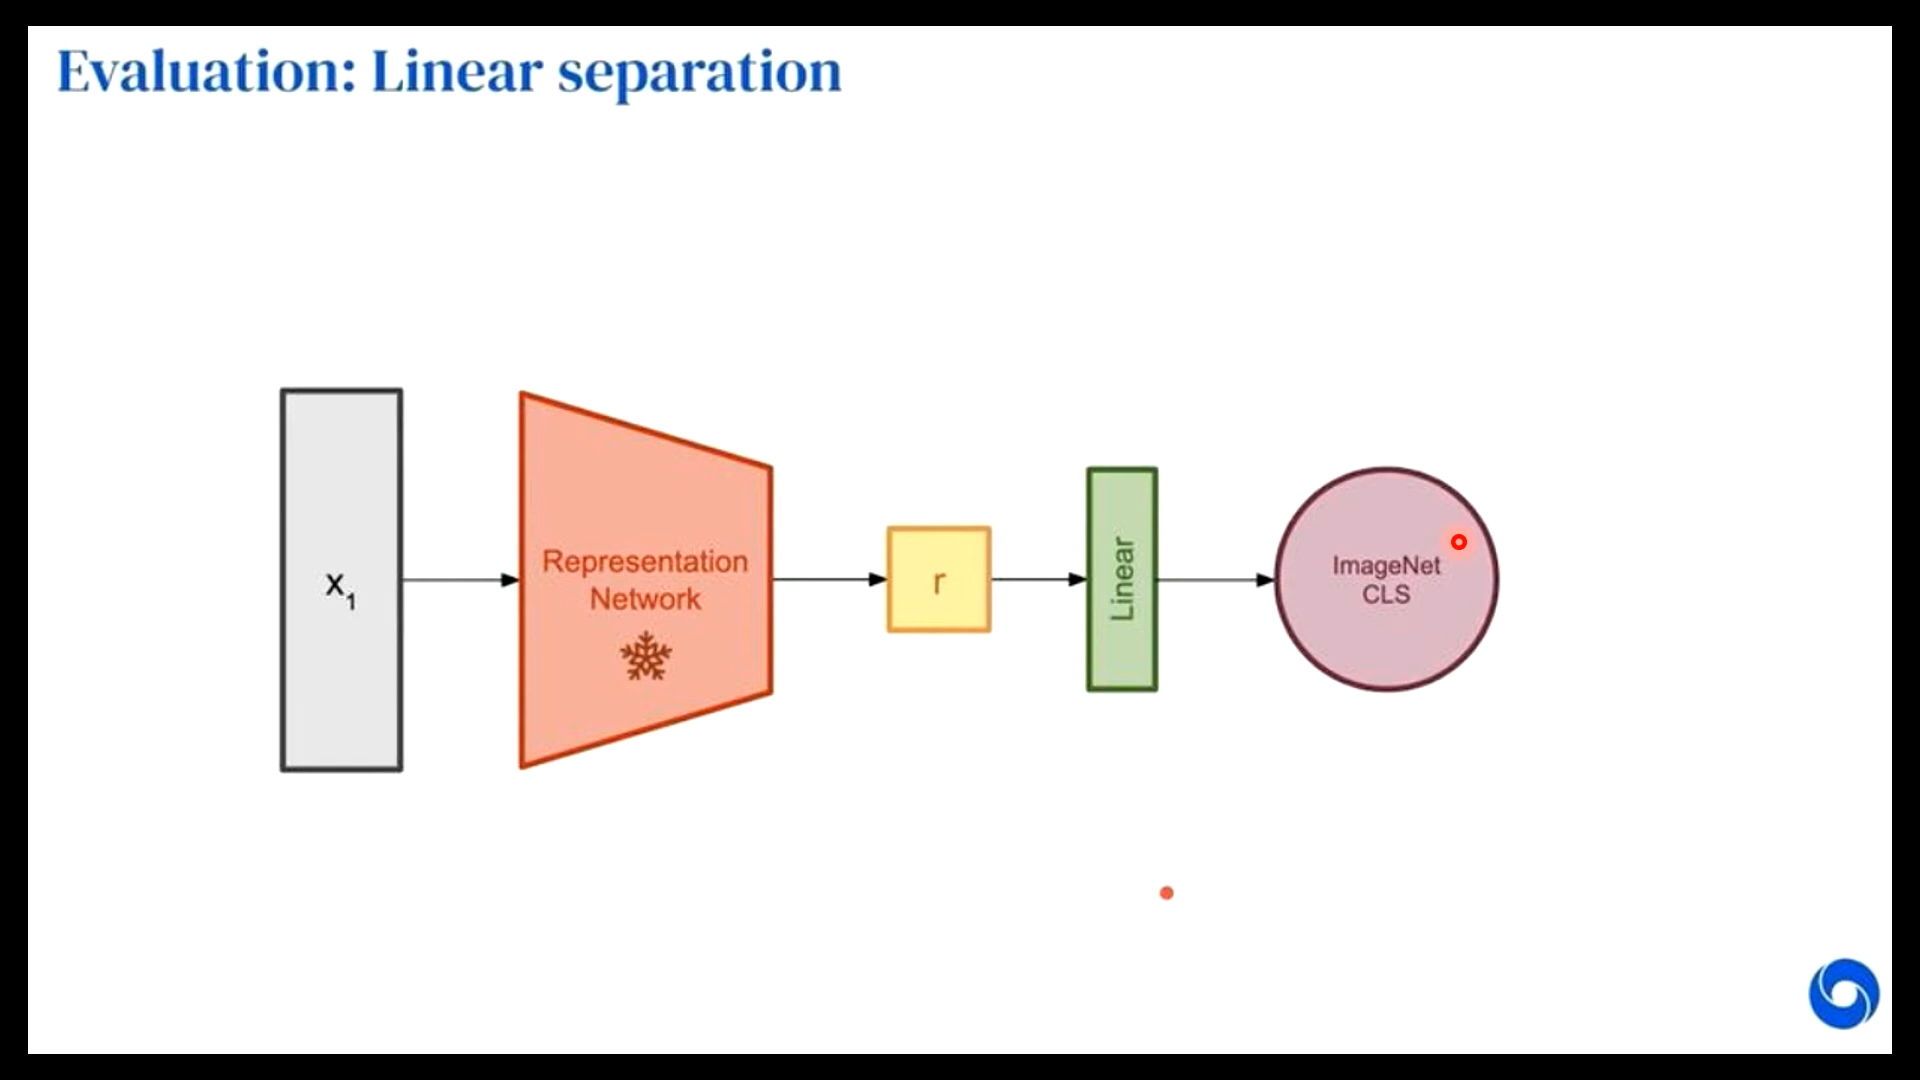 Evaluation: Linear separation
x1
Representation
Network
r
Linear
ImageNet
CLS